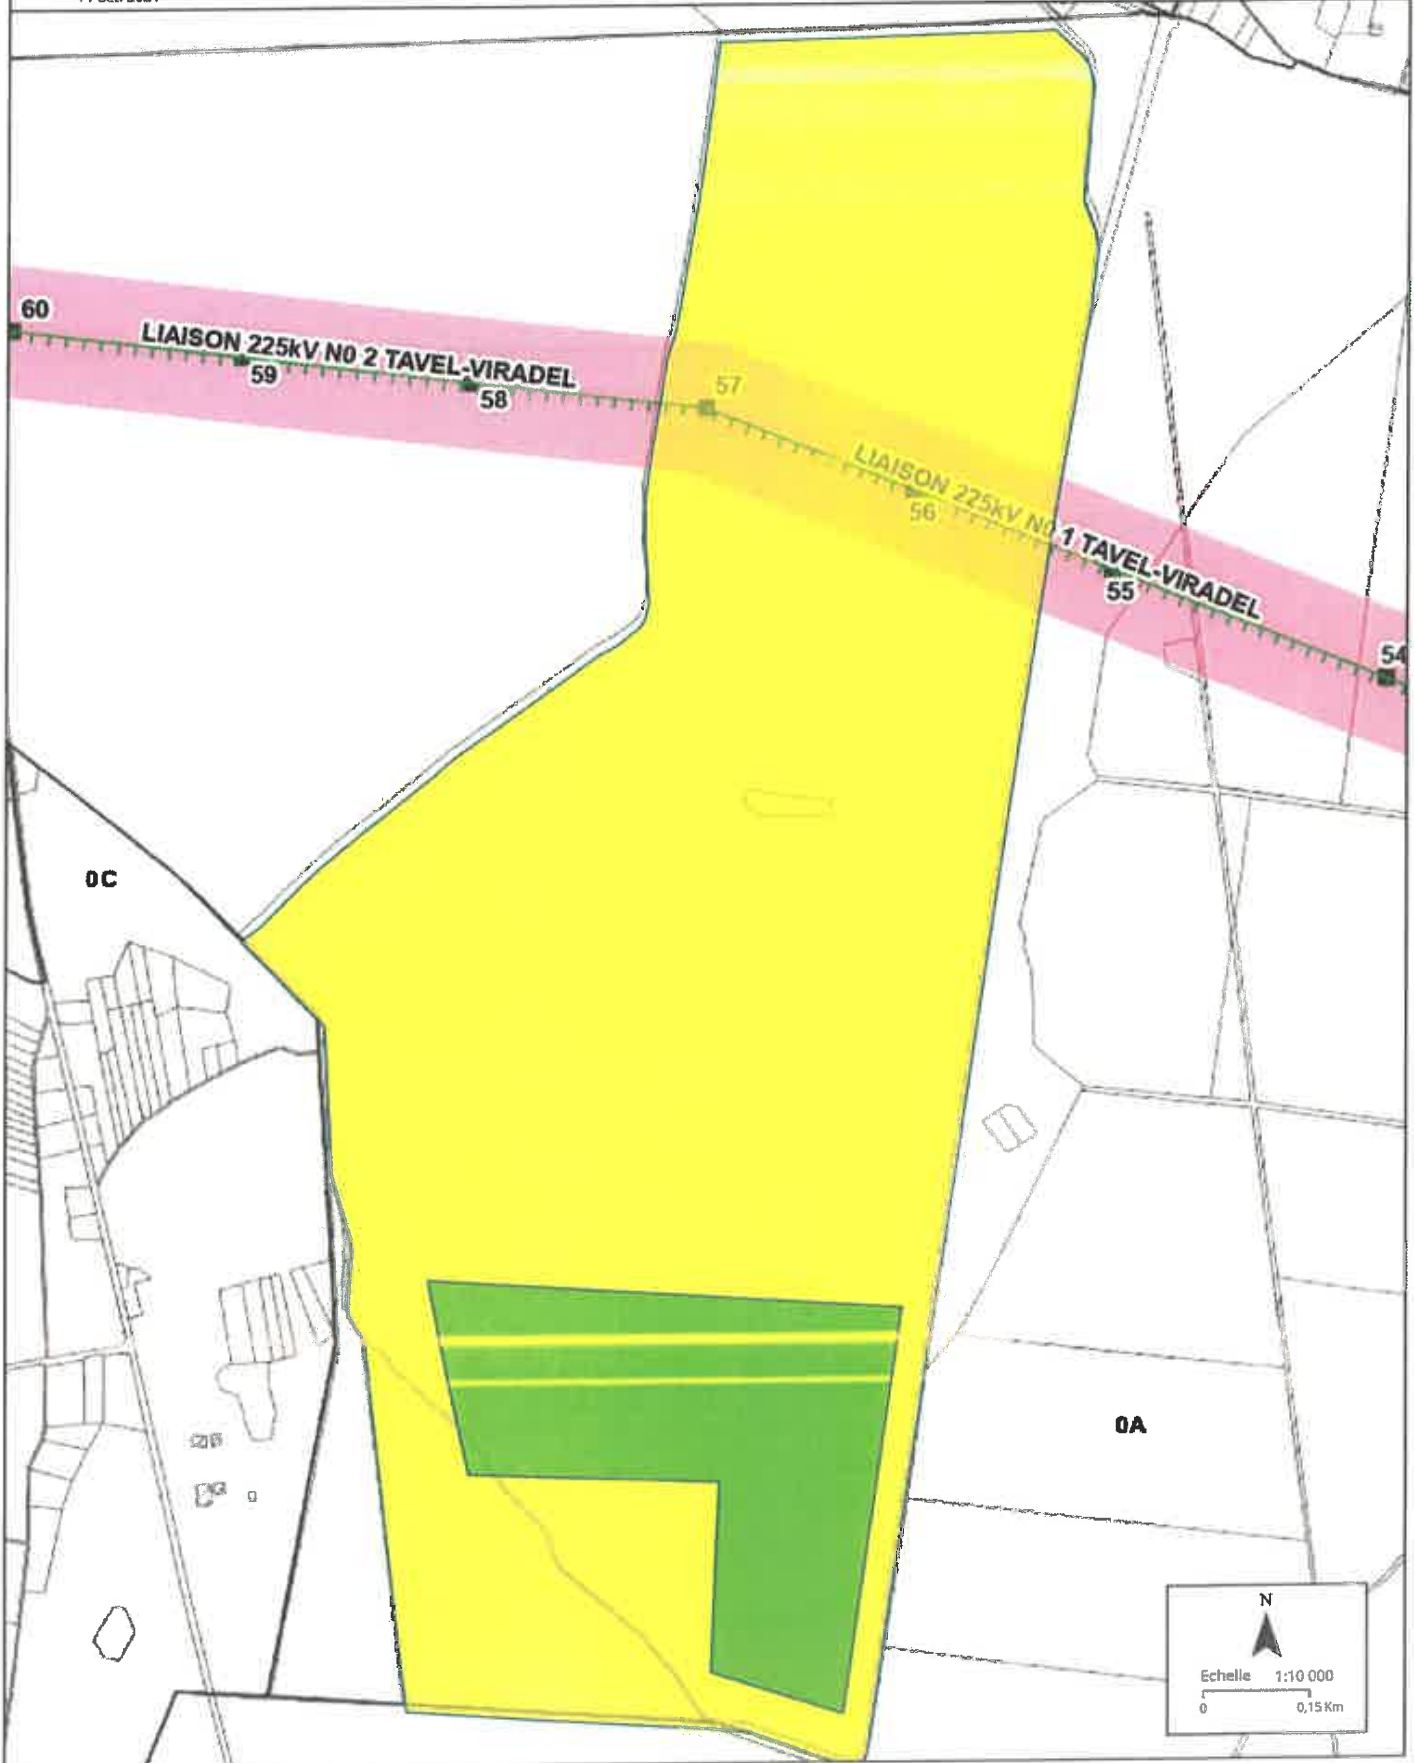 60
LIAISON 225kV N0 2 TAVEL-VIRADEL
59
58
57
LIAISON 225kV N0 1 TAVEL-VIRADEL
56
55
54
0C
0A
N
Echelle 1:10 000
0 0,15 Km